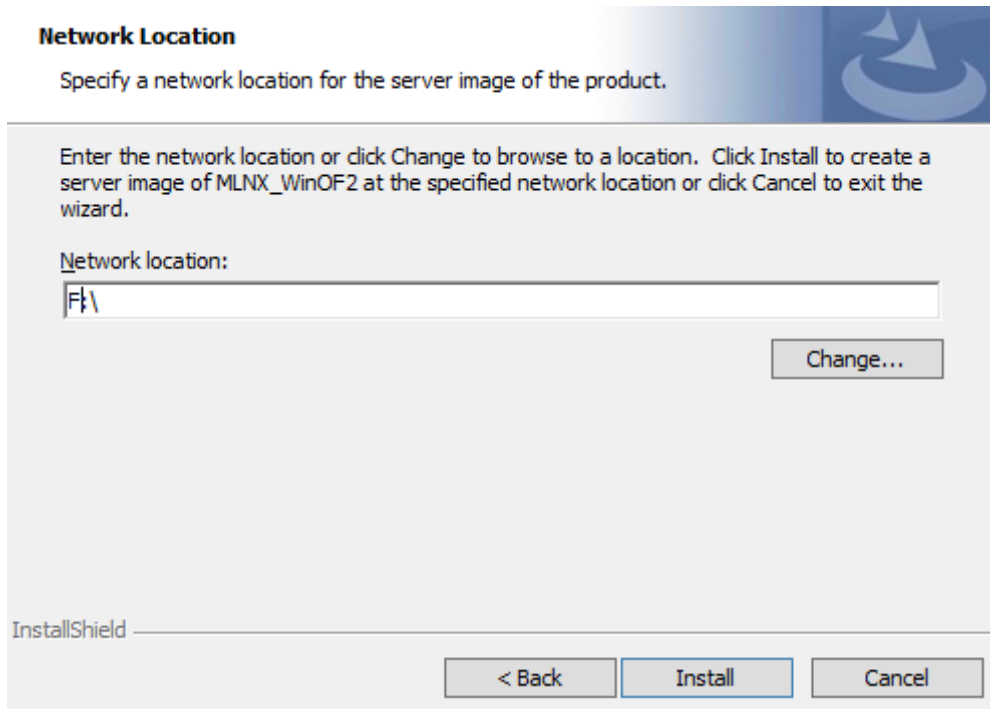 Network Location
Specify a network location for the server image of the product.
Enter the network location or click Change to browse to a location.  Click Install to create a
server image of MLNX_WinOF2 at the specified network location or click Cancel to exit the
wizard.
Network location:
F:\
Change...
InstallShield
< Back
Install
Cancel